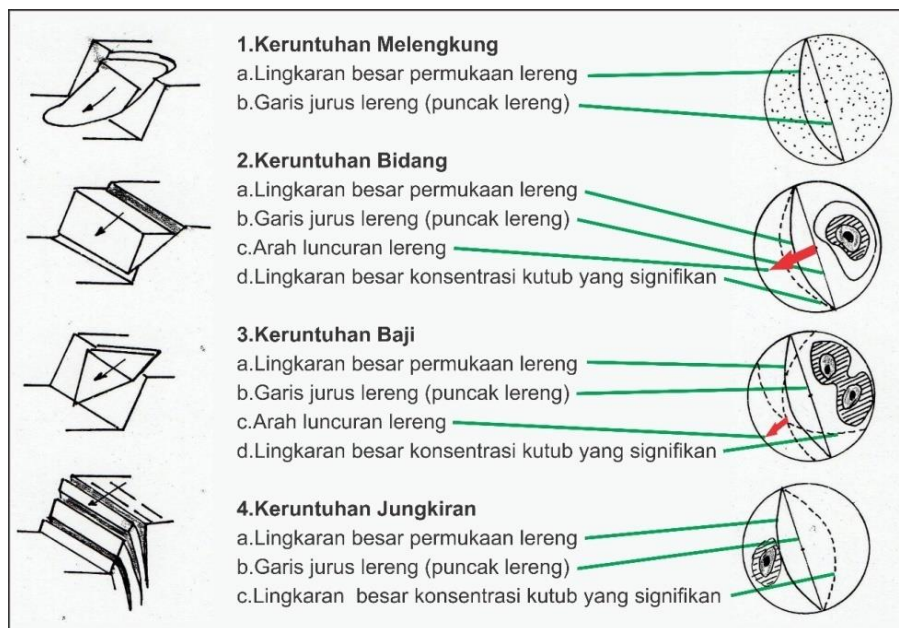 1.Keruntuhan Melengkung
a.Lingkaran besar permukaan lereng
b.Garis jurus lereng (puncak lereng)
2.Keruntuhan Bidang
a.Lingkaran besar permukaan lereng
b.Garis jurus lereng (puncak lereng)
c.Arah luncuran lereng
d.Lingkaran besar konsentrasi kutub yang signifikan
3.Keruntuhan Baji
a.Lingkaran besar permukaan lereng
b.Garis jurus lereng (puncak lereng)
c.Arah luncuran lereng
d.Lingkaran besar konsentrasi kutub yang signifikan
4.Keruntuhan Jungkiran
a.Lingkaran besar permukaan lereng
b.Garis jurus lereng (puncak lereng)
c.Lingkaran besar konsentrasi kutub yang signifikan